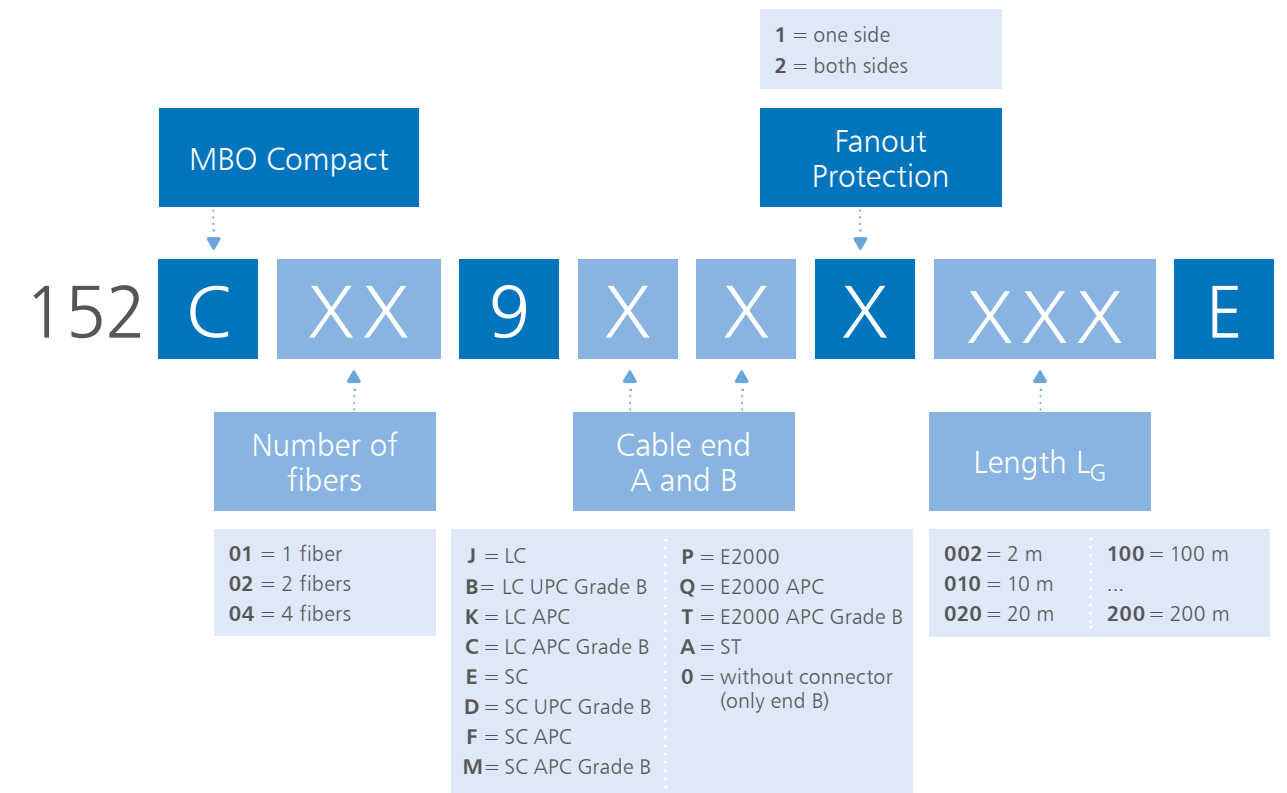 1 = one side
2 = both sides
MBO Compact
Fanout
Protection
152 C XX 9 X X X XXX E
Number of
fibers
Cable end
A and B
Length LG
01 = 1 fiber
02 = 2 fibers
04 = 4 fibers
J = LC
B= LC UPC Grade B
K = LC APC
C = LC APC Grade B
E = SC
D = SC UPC Grade B
F = SC APC
M= SC APC Grade B
P = E2000
Q = E2000 APC
T = E2000 APC Grade B
A = ST
0 = without connector
(only end B)
002 = 2 m
010 = 10 m
020 = 20 m
100 = 100 m
...
200 = 200 m